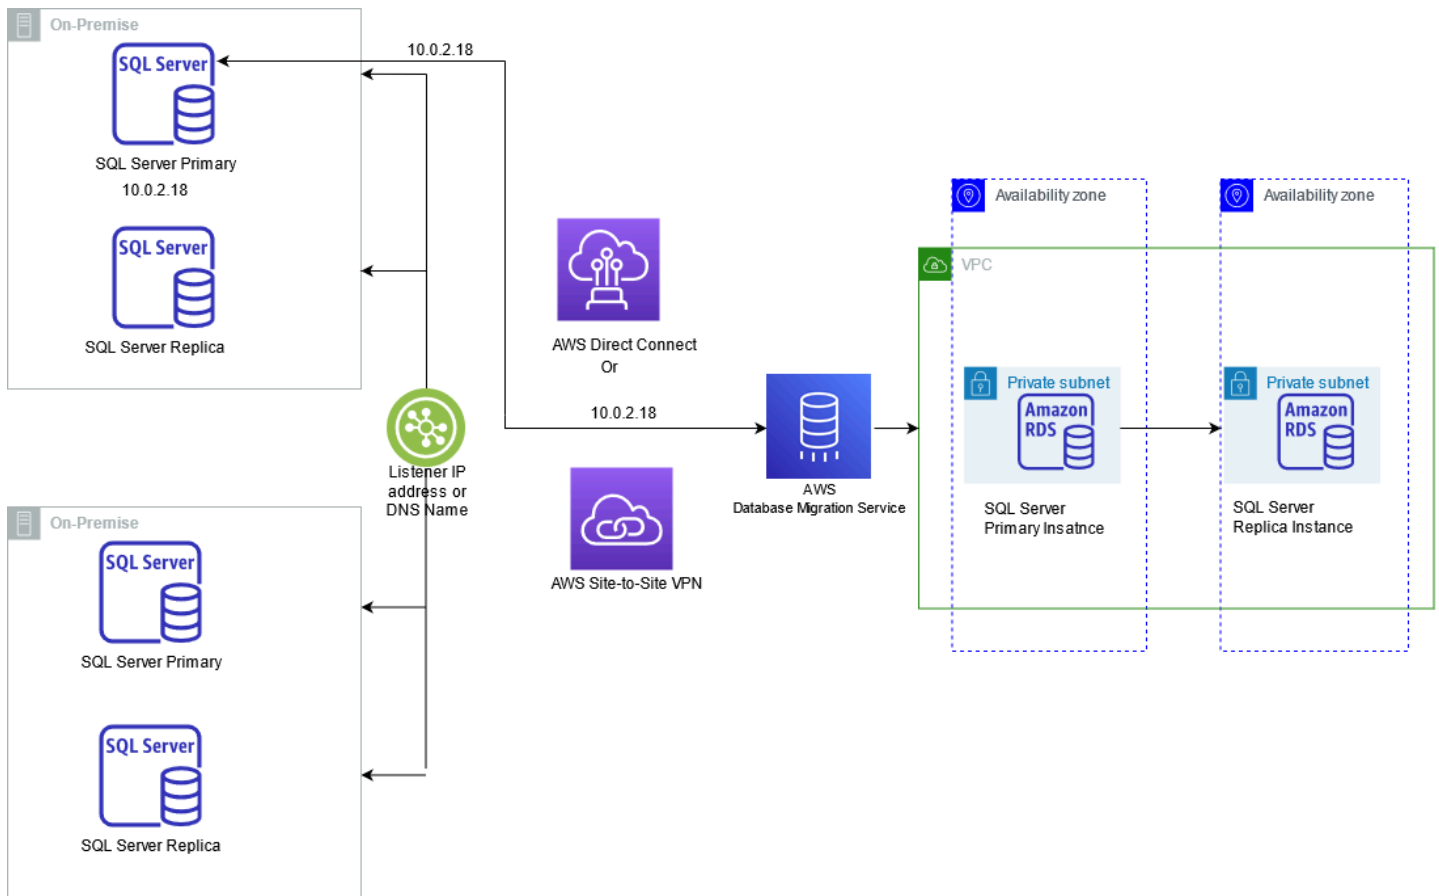 On-Premise
SQL Server
SQL Server Primary
10.0.2.18
SQL Server
SQL Server Replica
10.0.2.18
Listener IP
address or
DNS Name
On-Premise
SQL Server
SQL Server Primary
SQL Server
SQL Server Replica
AWS Direct Connect
Or
10.0.2.18
AWS Site-to-Site VPN
AWS
Database Migration Service
Availability zone
Availability zone
VPC
Private subnet
Amazon
RDS
SQL Server
Primary Insatnce
Private subnet
Amazon
RDS
SQL Server
Replica Instance